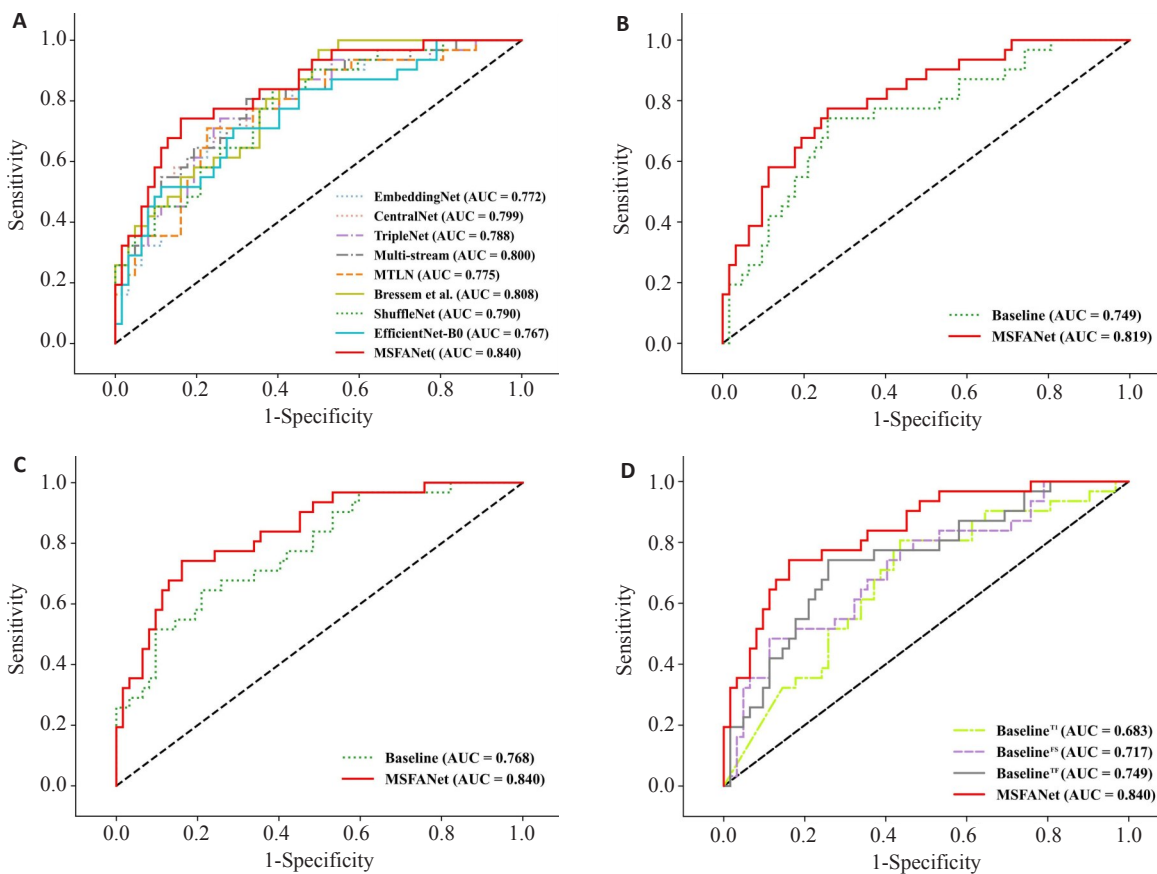 A
Sensitivity
1.0
0.8
0.6
0.4
0.2
0.0
EmbeddingNet (AUC = 0.772)
CentralNet (AUC = 0.799)
TripleNet (AUC = 0.788)
Multi-stream (AUC = 0.800)
MTLN (AUC = 0.775)
Bressem et al. (AUC = 0.808)
ShuffleNet (AUC = 0.790)
EfficientNet-B0 (AUC = 0.767)
MSFANet( (AUC = 0.840)
0.0 0.2 0.4 0.6 0.8 1.0
1-Specificity
B
Sensitivity
1.0
0.8
0.6
0.4
0.2
0.0
Baseline (AUC = 0.749)
MSFANet (AUC = 0.819)
0.0 0.2 0.4 0.6 0.8 1.0
1-Specificity
C
Sensitivity
1.0
0.8
0.6
0.4
0.2
0.0
Baseline (AUC = 0.768)
MSFANet (AUC = 0.840)
0.0 0.2 0.4 0.6 0.8 1.0
1-Specificity
D
Sensitivity
1.0
0.8
0.6
0.4
0.2
0.0
Baseline^T1 (AUC = 0.683)
Baseline^FS (AUC = 0.717)
Baseline^TF (AUC = 0.749)
MSFANet (AUC = 0.840)
0.0 0.2 0.4 0.6 0.8 1.0
1-Specificity